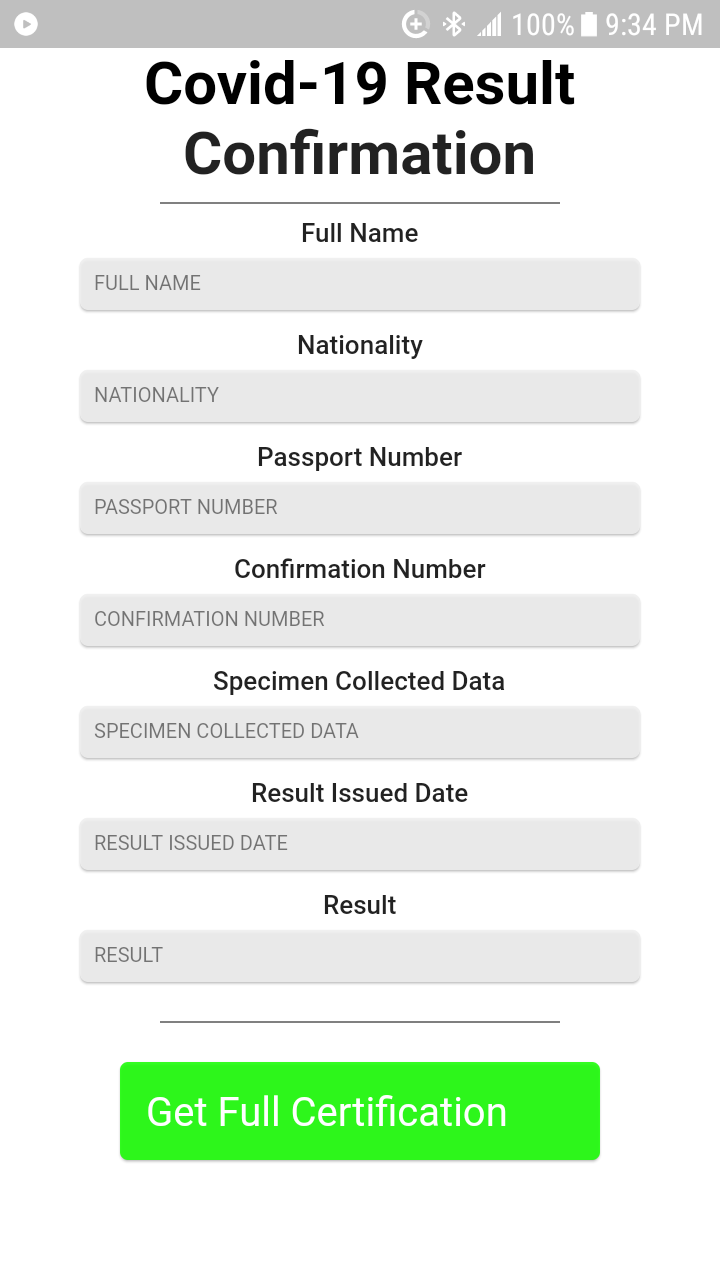 100% 9:34 PM
Covid-19 Result
Confirmation
Full Name
FULL NAME
Nationality
NATIONALITY
Passport Number
PASSPORT NUMBER
Confirmation Number
CONFIRMATION NUMBER
Specimen Collected Data
SPECIMEN COLLECTED DATA
Result Issued Date
RESULT ISSUED DATE
Result
RESULT
Get Full Certification